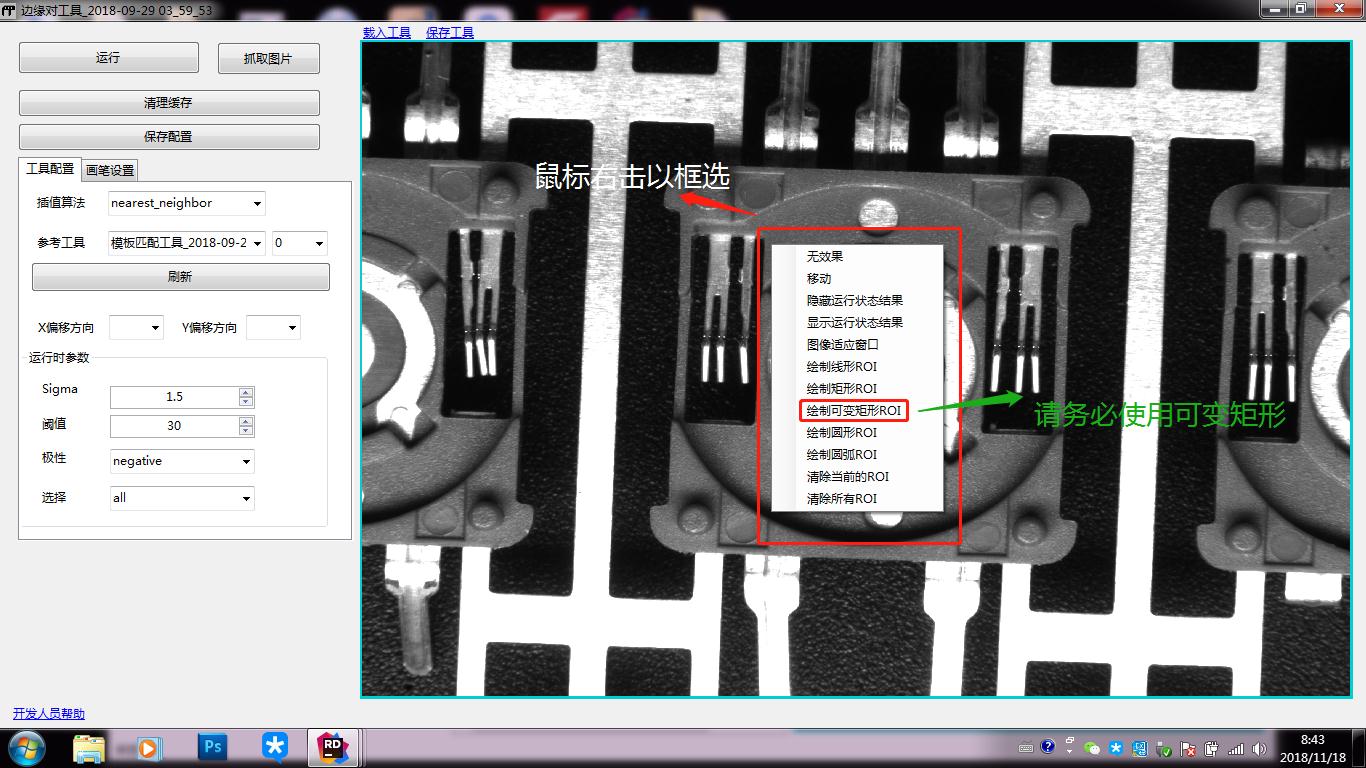 边缘对工具_2018-09-29 03_59_53
载入工具 保存工具
运行 抓取图片
清理缓存
保存配置
工具配置 画笔设置
插值算法 nearest_neighbor
参考工具 模板匹配工具_2018-09-2 0
刷新
X偏移方向 Y偏移方向
运行时参数
Sigma 1.5
阈值 30
极性 negative
选择 all
鼠标右击以框选
无效果
移动
隐藏运行状态结果
显示运行状态结果
图像适应窗口
绘制线形ROI
绘制矩形ROI
绘制可变矩形ROI
绘制圆形ROI
绘制圆弧ROI
清除当前的ROI
清除所有ROI
请务必使用可变矩形
开发人员帮助
Ps
RD
8:43
2018/11/18